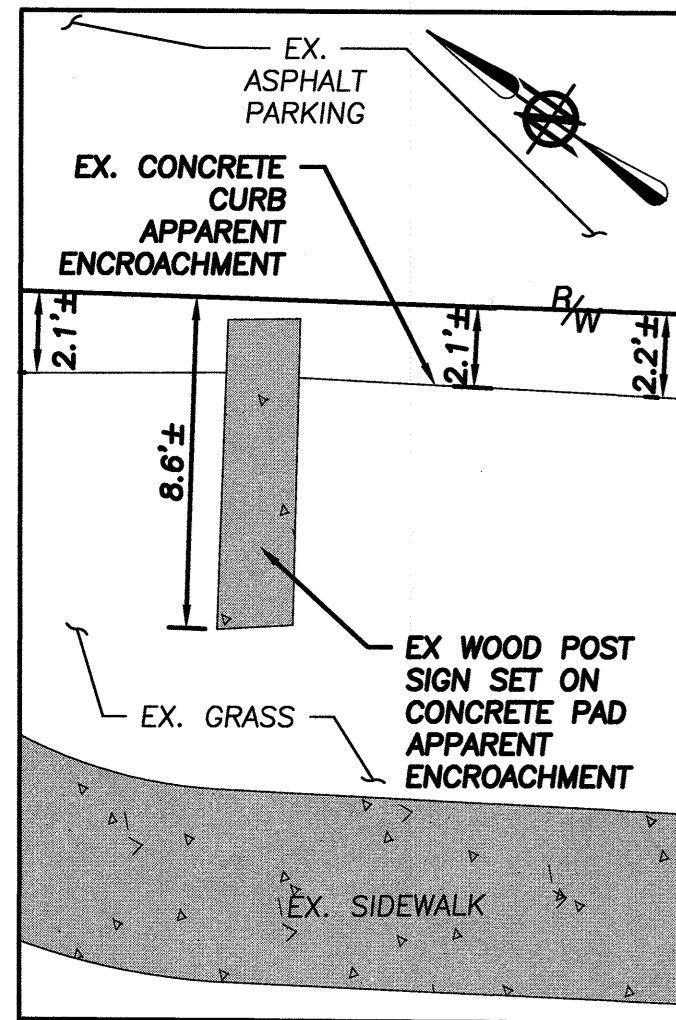 EX.
ASPHALT
PARKING
EX. CONCRETE
CURB
APPARENT
ENCROACHMENT
R/W
2.1'±
2.1'±
2.2'±
8.6'±
EX WOOD POST
SIGN SET ON
CONCRETE PAD
APPARENT
ENCROACHMENT
EX. GRASS
EX. SIDEWALK